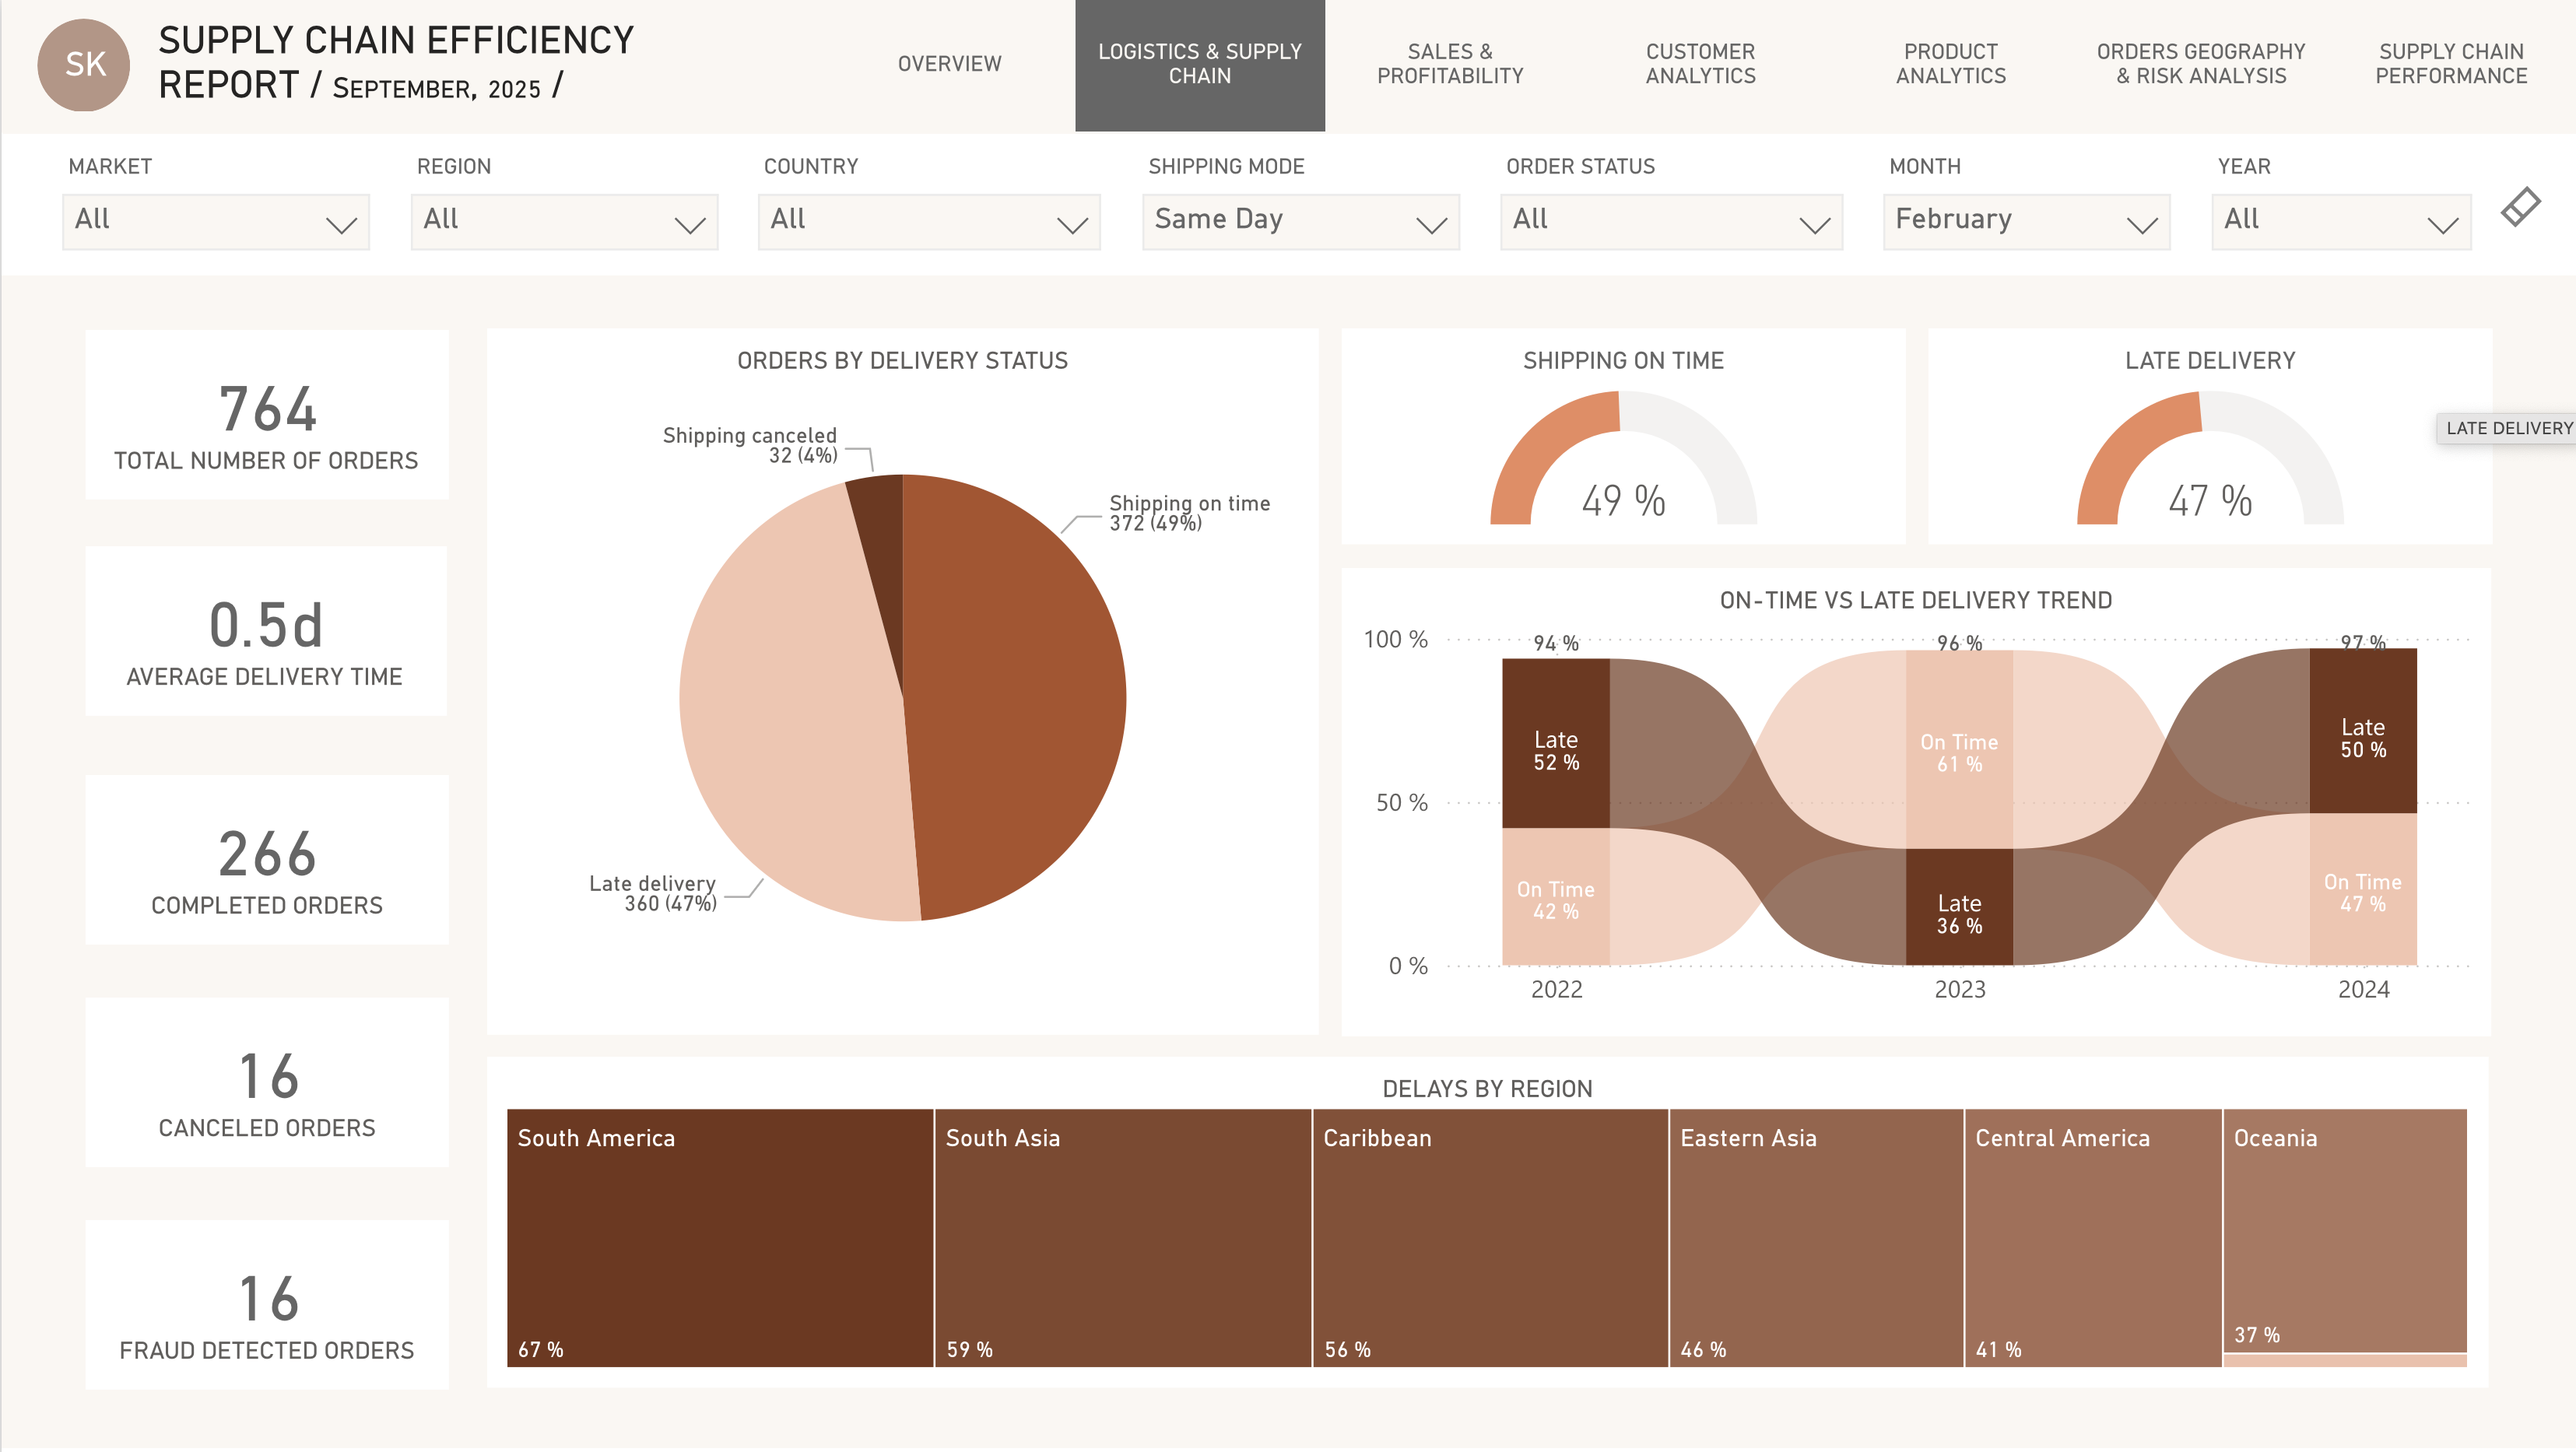 SK
SUPPLY CHAIN EFFICIENCY
REPORT / SEPTEMBER, 2025 /
OVERVIEW
LOGISTICS & SUPPLY
CHAIN
SALES &
PROFITABILITY
CUSTOMER
ANALYTICS
PRODUCT
ANALYTICS
ORDERS GEOGRAPHY
& RISK ANALYSIS
SUPPLY CHAIN
PERFORMANCE
MARKET
All
REGION
All
COUNTRY
All
SHIPPING MODE
Same Day
ORDER STATUS
All
MONTH
February
YEAR
All
764
TOTAL NUMBER OF ORDERS
0.5d
AVERAGE DELIVERY TIME
266
COMPLETED ORDERS
16
CANCELED ORDERS
16
FRAUD DETECTED ORDERS
ORDERS BY DELIVERY STATUS
Shipping canceled
32 (4%)
Shipping on time
372 (49%)
Late delivery
360 (47%)
SHIPPING ON TIME
49 %
LATE DELIVERY
47 %
LATE DELIVERY
ON-TIME VS LATE DELIVERY TREND
100 %
50 %
0 %
94 %
Late
52 %
On Time
42 %
2022
96 %
On Time
61 %
Late
36 %
2023
97 %
Late
50 %
On Time
47 %
2024
DELAYS BY REGION
South America
67 %
South Asia
59 %
Caribbean
56 %
Eastern Asia
46 %
Central America
41 %
Oceania
37 %